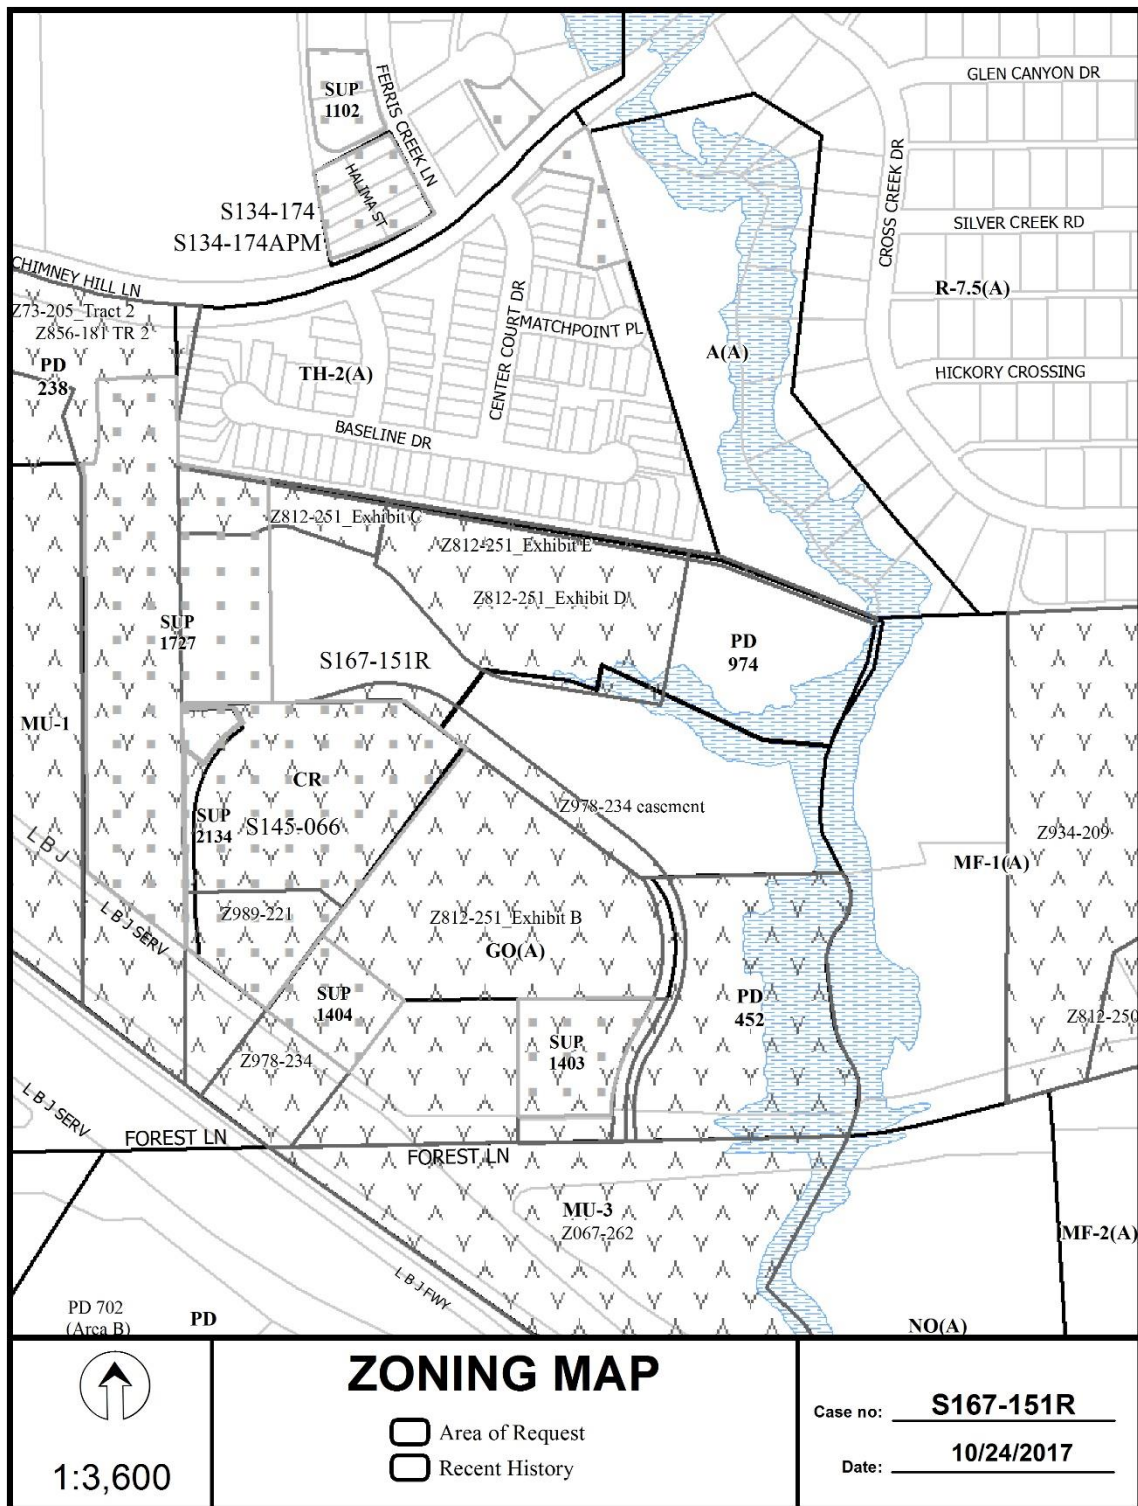 GLEN CANYON DR
SUP
1102
FERRIS CREEK LN
HALIMA ST
CROSS CREEK DR
S134-174
S134-174APM
SILVER CREEK RD
CHIMNEY HILL LN
R-7.5(A)
Z73-205_Tract 2
Z856-181 TR 2
PD
238
CENTER COURT DR
MATCHPOINT PL
A(A)
TH-2(A)
HICKORY CROSSING
BASELINE DR
Z812-251_Exhibit C
Z812-251_Exhibit E
Z812-251_Exhibit D
SUP
1727
PD
974
S167-151R
MU-1
CR
SUP
2134
S145-066
Z978-234 easement
Z934-209
MF-1(A)
L B J
L B J SERV
Z989-221
Z812-251_Exhibit B
GO(A)
SUP
1404
PD
452
Z812-250
SUP
1403
Z978-234
L B J SERV
FOREST LN
FOREST LN
MU-3
Z067-262
MF-2(A)
L B J FWY
PD 702
(Area B)
PD
NO(A)
ZONING MAP
Area of Request
Recent History
1:3,600
Case no: S167-151R
Date: 10/24/2017